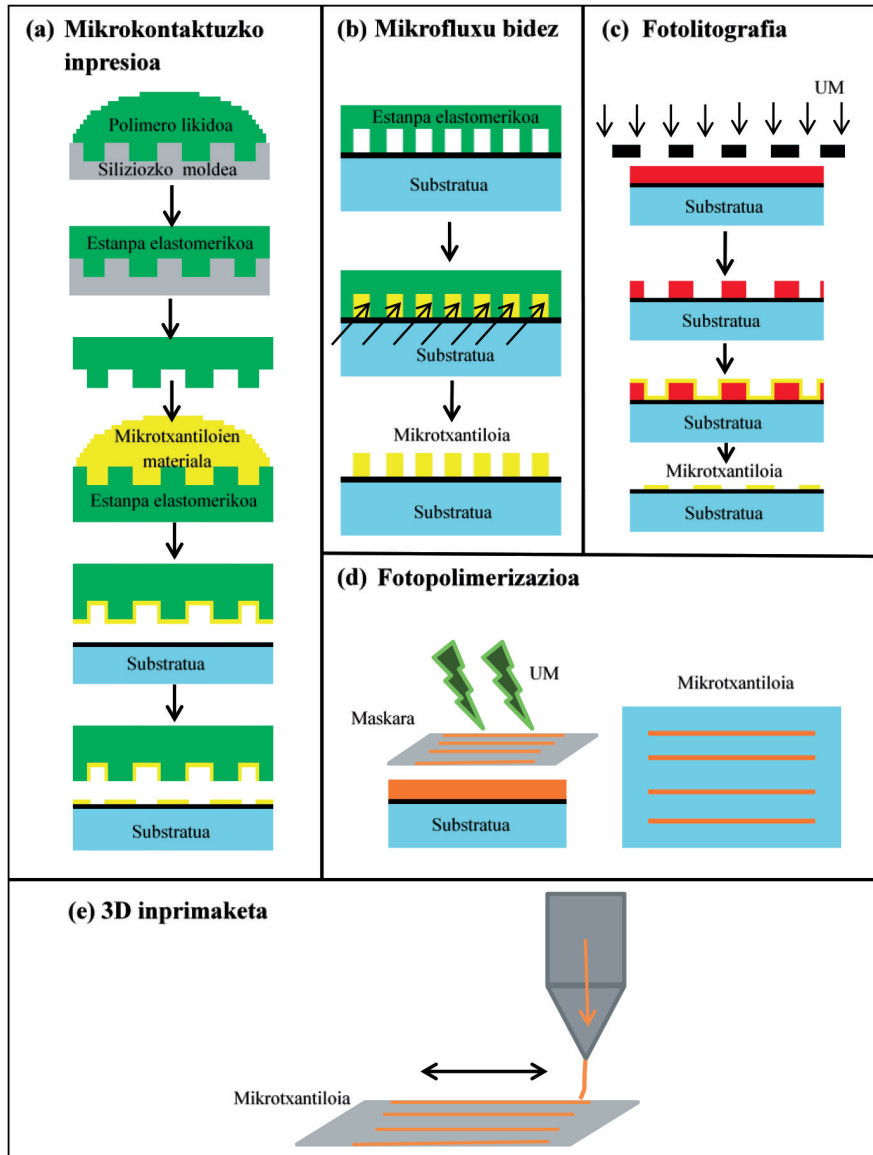 (a) Mikrokontaktuzko
inpresioa
Polimero likidoa
Siliziozko moldea
Estanpa elastomerikoa
Mikrotxantiloien
materiala
Estanpa elastomerikoa
Substratua
Substratua
(b) Mikrofluxu bidez
Estanpa elastomerikoa
Substratua
Substratua
Mikrotxantiloia
Substratua
(c) Fotolitografia
UM
Substratua
Substratua
Substratua
Mikrotxantiloia
Substratua
(d) Fotopolimerizazioa
UM
Maskara
Substratua
Mikrotxantiloia
(e) 3D inprimaketa
Mikrotxantiloia